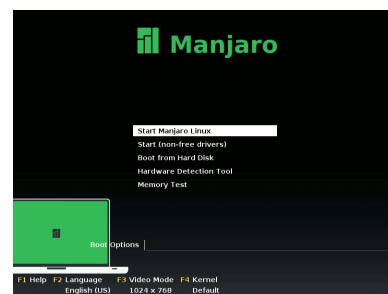 Manjaro
Start Manjaro Linux
Start (non-free drivers)
Boot from Hard Disk
Hardware Detection Tool
Memory Test
Boot Options
F1 Help F2 Language F3 Video Mode F4 Kernel
English (US) 1024 x 768 Default